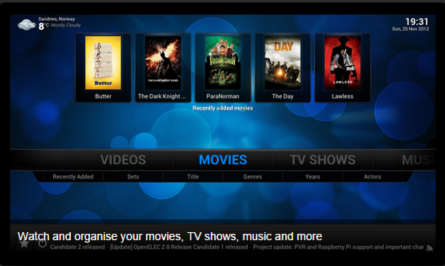 Sandnes, Norway
8°C Mostly Cloudy
19:31
Sun, 25 Nov 2012
Butter
DAY
LAWLESS
Butter
The Dark Knight ...
ParaNorman
The Day
Lawless
Recently added movies
VIDEOS MOVIES TV SHOWS MUS
Recently Added Sets Title Genres Years Actors
Watch and organise your movies, TV shows, music and more
Candidate 2 released · [Update] OpenELEC 2.0 Release Candidate 1 released · Project update: PVR and Raspberry Pi support and important char